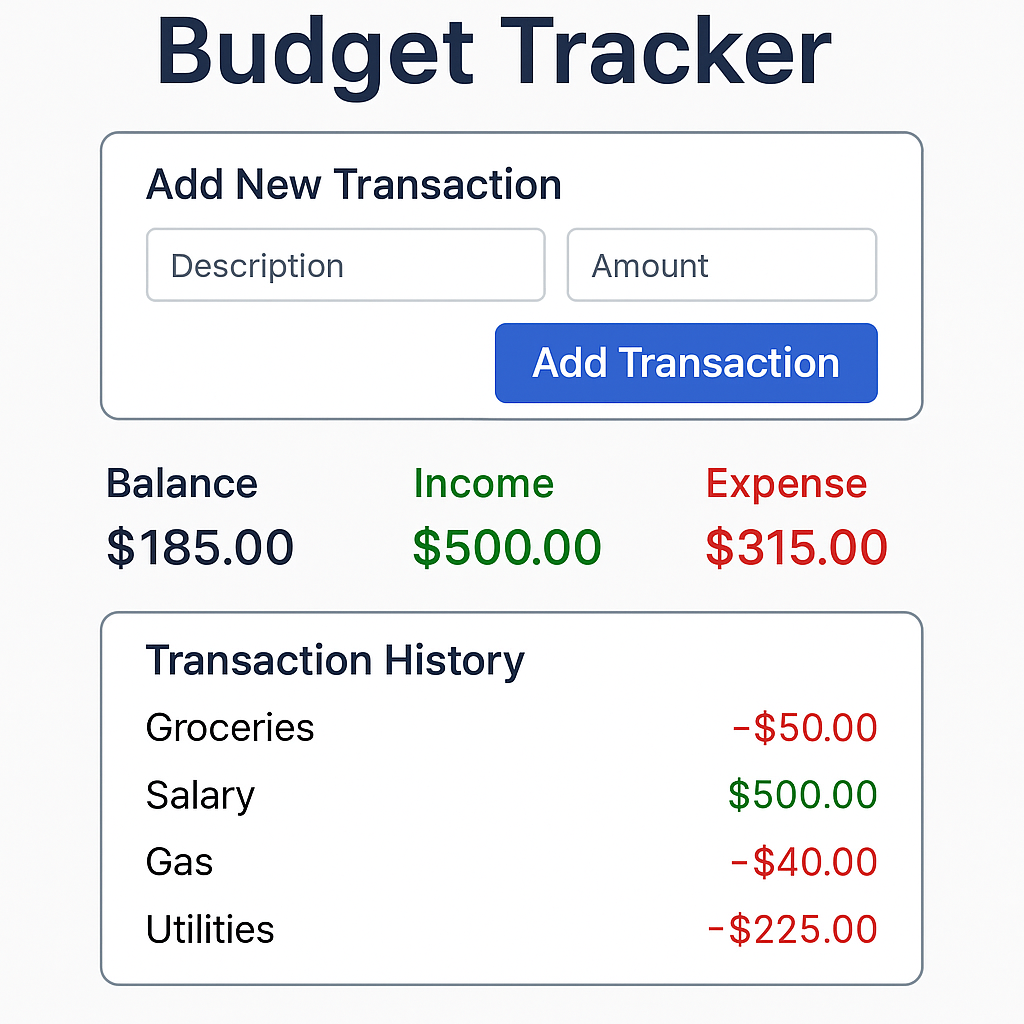 Budget Tracker
Add New Transaction
Description Amount
Add Transaction
Balance Income Expense
$185.00 $500.00 $315.00
Transaction History
Groceries −$50.00
Salary $500.00
Gas −$40.00
Utilities −$225.00